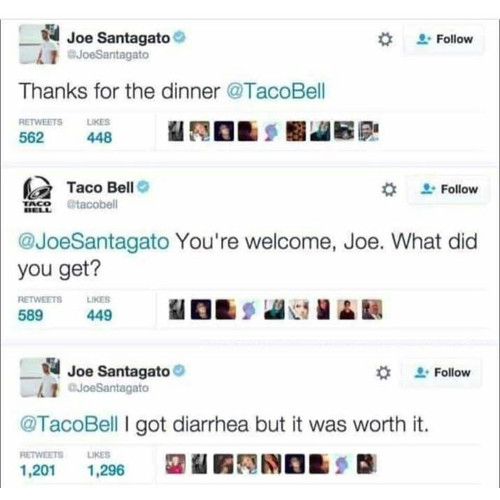 Joe Santagato
@JoeSantagato
Follow
Thanks for the dinner @TacoBell
RETWEETS LIKES
562 448
TACO
BELL
Taco Bell
@tacobell
Follow
@JoeSantagato You're welcome, Joe. What did
you get?
RETWEETS LIKES
589 449
Joe Santagato
@JoeSantagato
Follow
@TacoBell I got diarrhea but it was worth it.
RETWEETS LIKES
1,201 1,296